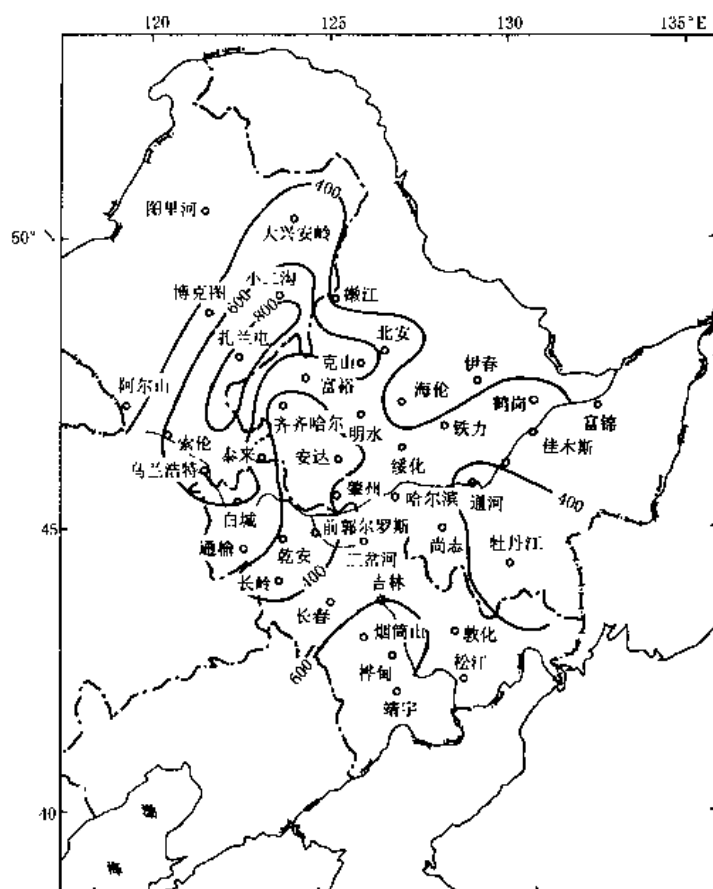 120 125 130 135°E
400
图里河
50°
大兴安岭
小二沟
博克图 600 800 嫩江
扎兰屯 北安
克山 伊春
阿尔山 富裕 海伦 鹤岗
富锦
齐齐哈尔 明水 铁力 佳木斯
索伦
泰来 安达 绥化
乌兰浩特
肇州 哈尔滨 通河 400
45
白城 前郭尔罗斯 尚志 牡丹江
通榆 乾安 三岔河
长岭 400 吉林
长春
烟筒山 敦化
600
桦甸 松江
靖宇
40
渤
海